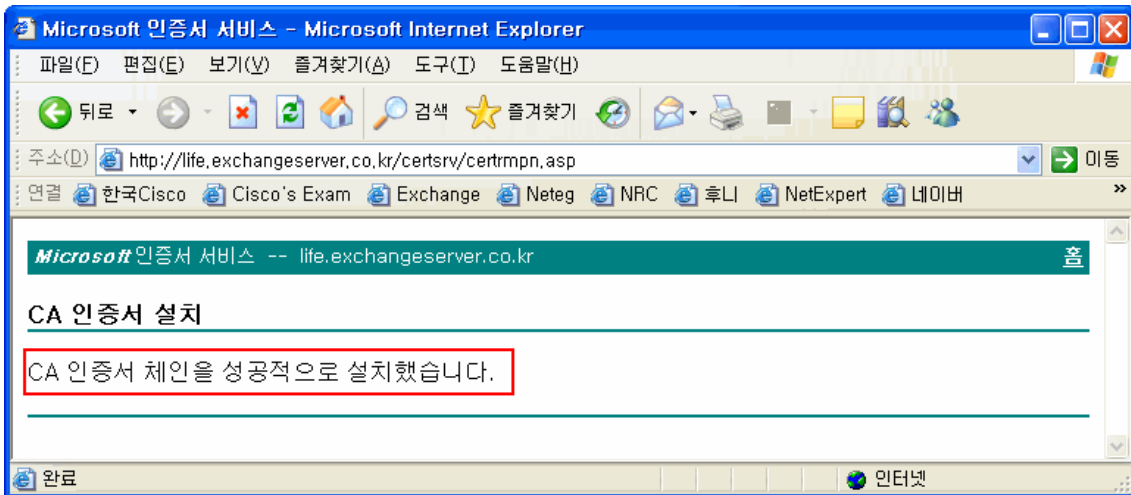 Microsoft 인증서 서비스 - Microsoft Internet Explorer
파일(F) 편집(E) 보기(V) 즐겨찾기(A) 도구(T) 도움말(H)
뒤로 검색 즐겨찾기
주소(D) http://life.exchangeserver.co.kr/certsrv/certrmpn.asp 이동
연결 한국Cisco Cisco's Exam Exchange Neteg NRC 후니 NetExpert 네이버 »
Microsoft 인증서 서비스 -- life.exchangeserver.co.kr 홈
CA 인증서 설치
CA 인증서 체인을 성공적으로 설치했습니다.
완료 인터넷